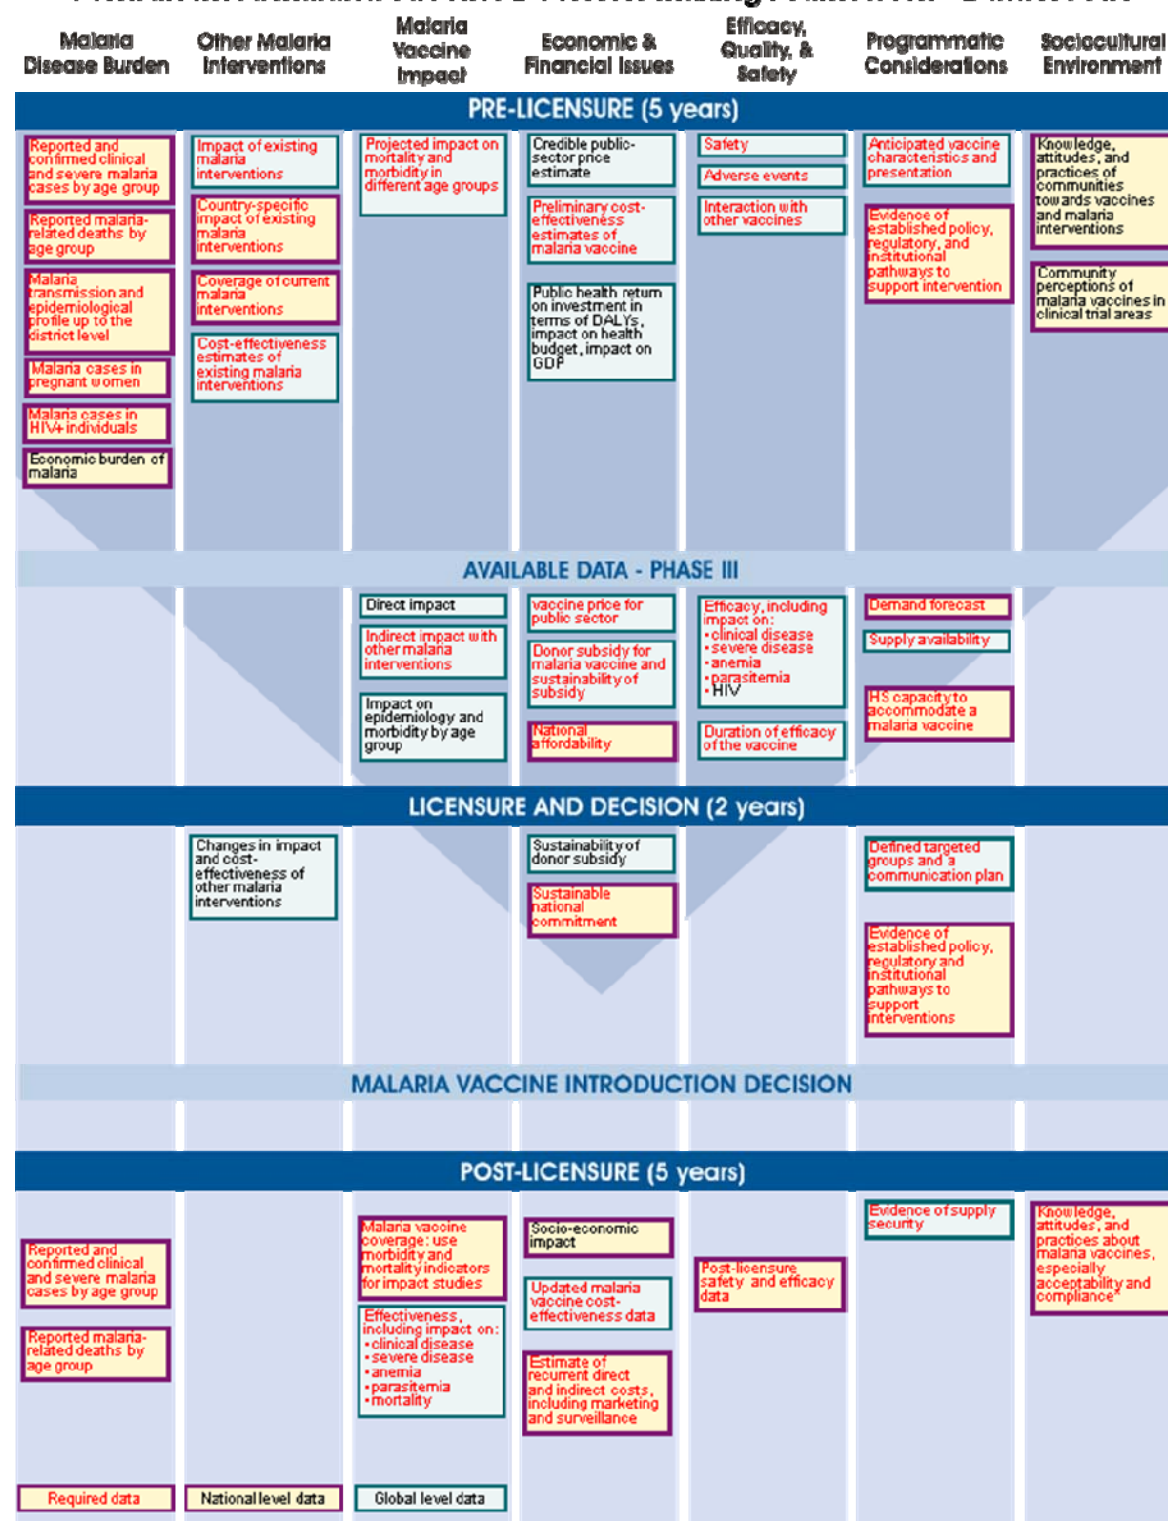 Malaria
Disease Burden
Other Malaria
Interventions
Malaria
Vaccine
Impact
Economic &
Financial Issues
Efficacy,
Quality, &
Safety
Programmatic
Considerations
Sociocultural
Environment
PRE-LICENSURE (5 years)
Reported and
confirmed clinical
and severe malaria
cases by age group
Reported malaria-
related deaths by
age group
Malaria
transmission and
epidemiological
profile up to the
district level
Malaria cases in
pregnant women
Malaria cases in
HIV+ individuals
Economic burden of
malaria
Impact of existing
malaria
interventions
Country-specific
impact of existing
malaria
interventions
Coverage of current
malaria
interventions
Cost-effectiveness
estimates of
existing malaria
interventions
Projected impact on
mortality and
morbidity in
different age groups
Credible public-
sector price
estimate
Preliminary cost-
effectiveness
estimates of
malaria vaccine
Public health return
on investment in
terms of DALYs,
impact on health
budget, impact on
GDP
Safety
Adverse events
Interaction with
other vaccines
Anticipated vaccine
characteristics and
presentation
Evidence of
established policy,
regulatory, and
institutional
pathways to
support intervention
Knowledge,
attitudes, and
practices of
communities
towards vaccines
and malaria
interventions
Community
perceptions of
malaria vaccines in
clinical trial areas
AVAILABLE DATA - PHASE III
Direct impact
Indirect impact with
other malaria
interventions
Impact on
epidemiology and
morbidity by age
group
vaccine price for
public sector
Donor subsidy for
malaria vaccine and
sustainability of
subsidy
National
affordability
Efficacy, including
impact on:
• clinical disease
• severe disease
• anemia
• parasitemia
• HIV
Duration of efficacy
of the vaccine
Demand forecast
Supply availability
HS capacity to
accommodate a
malaria vaccine
LICENSURE AND DECISION (2 years)
Changes in impact
and cost-
effectiveness of
other malaria
interventions
Sustainability of
donor subsidy
Sustainable
national
commitment
Defined targeted
groups and a
communication plan
Evidence of
established policy,
regulatory and
institutional
pathways to
support
interventions
MALARIA VACCINE INTRODUCTION DECISION
POST-LICENSURE (5 years)
Reported and
confirmed clinical
and severe malaria
cases by age group
Reported malaria-
related deaths by
age group
Malaria vaccine
coverage: use
morbidity and
mortality indicators
for impact studies
Effectiveness,
including impact on:
• clinical disease
• severe disease
• anemia
• parasitemia
• mortality
Socio-economic
impact
Updated malaria
vaccine cost-
effectiveness data
Estimate of
recurrent direct
and indirect costs,
including marketing
and surveillance
Post-licensure
safety and efficacy
data
Evidence of supply
security
Knowledge,
attitudes, and
practices about
malaria vaccines,
especially
acceptability and
compliance*
Required data
National level data
Global level data